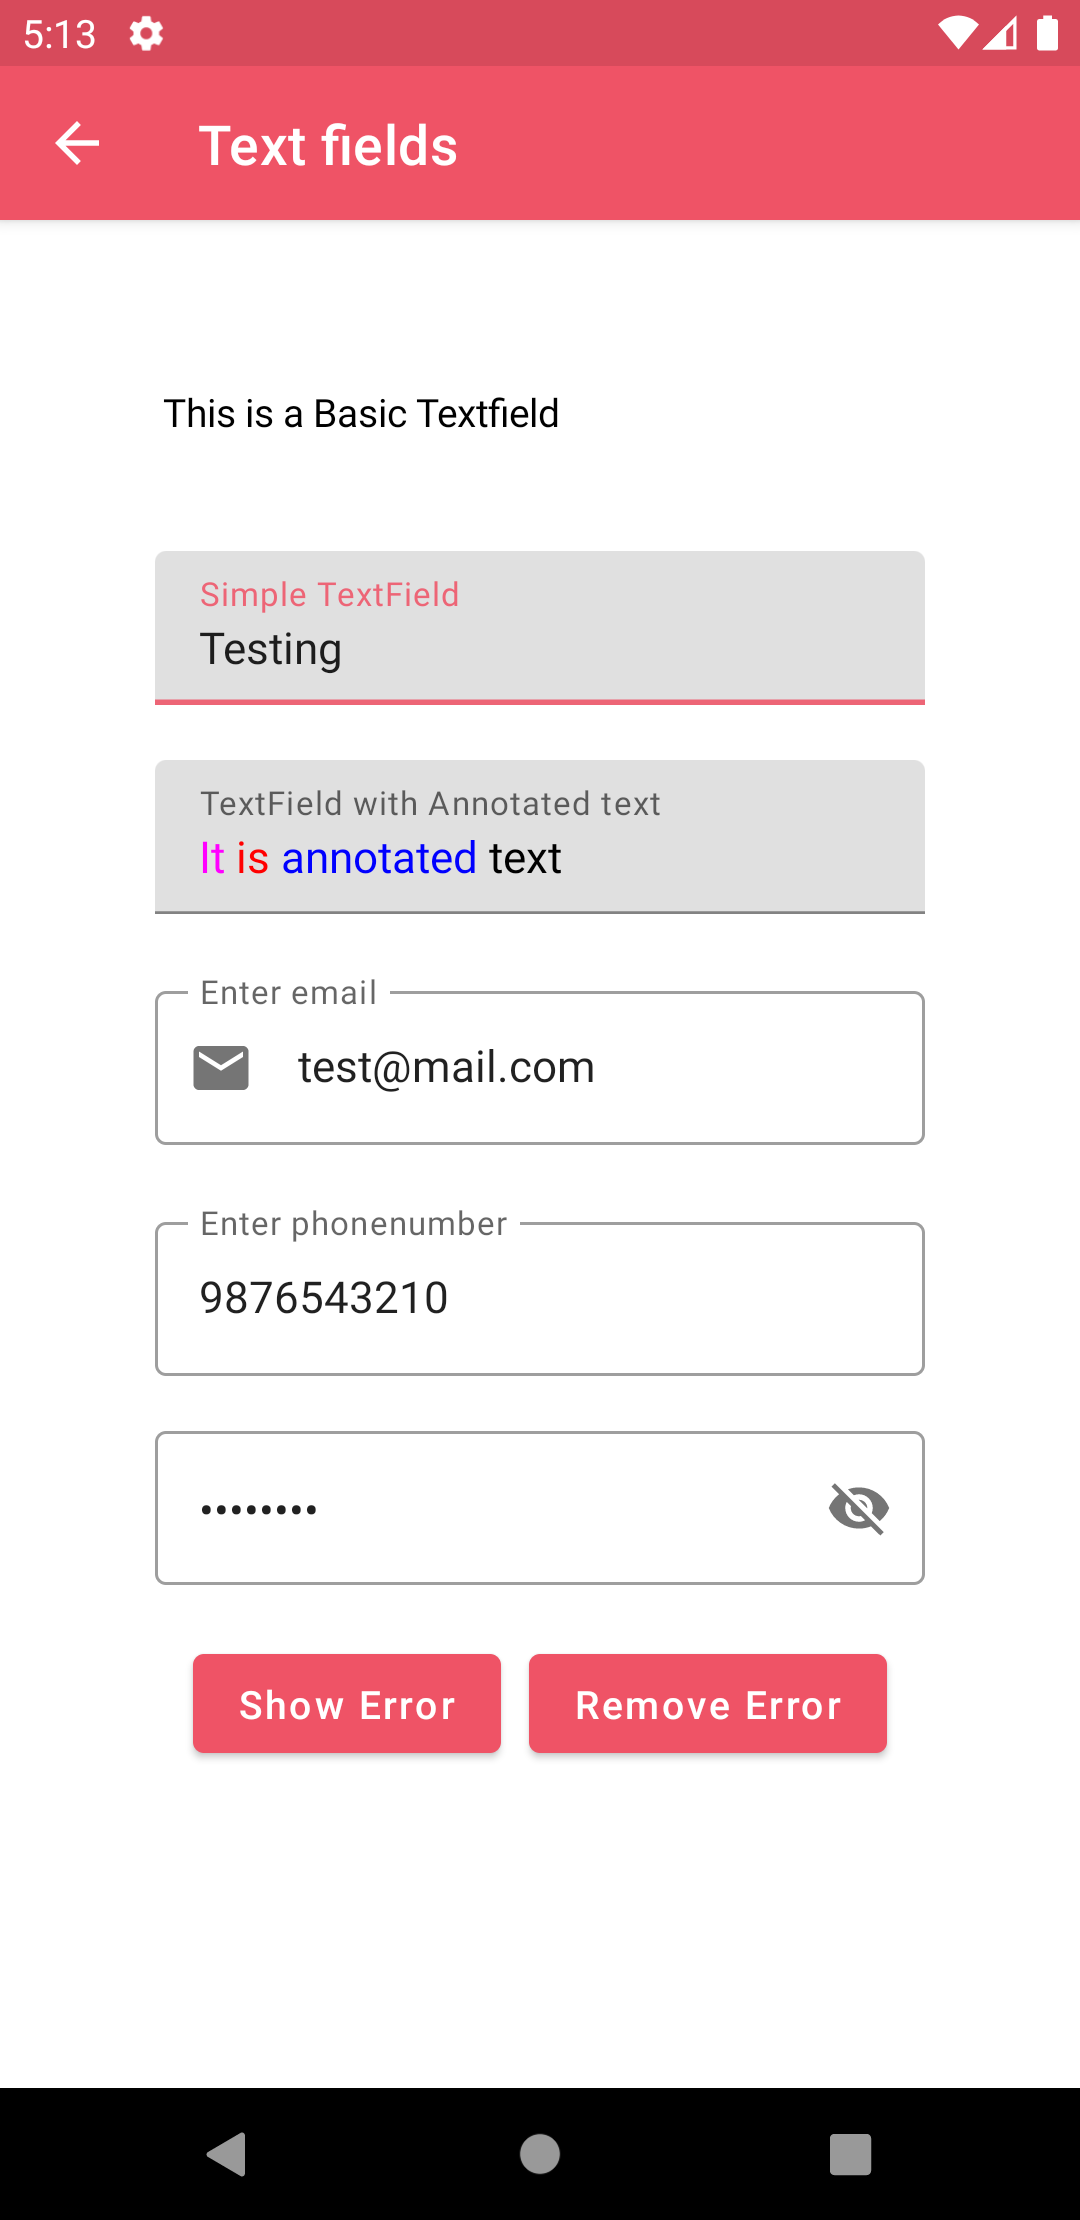 5:13
Text fields
This is a Basic Textfield
Simple TextField
Testing
TextField with Annotated text
It is annotated text
Enter email
test@mail.com
Enter phonenumber
9876543210
••••••••
Show Error
Remove Error